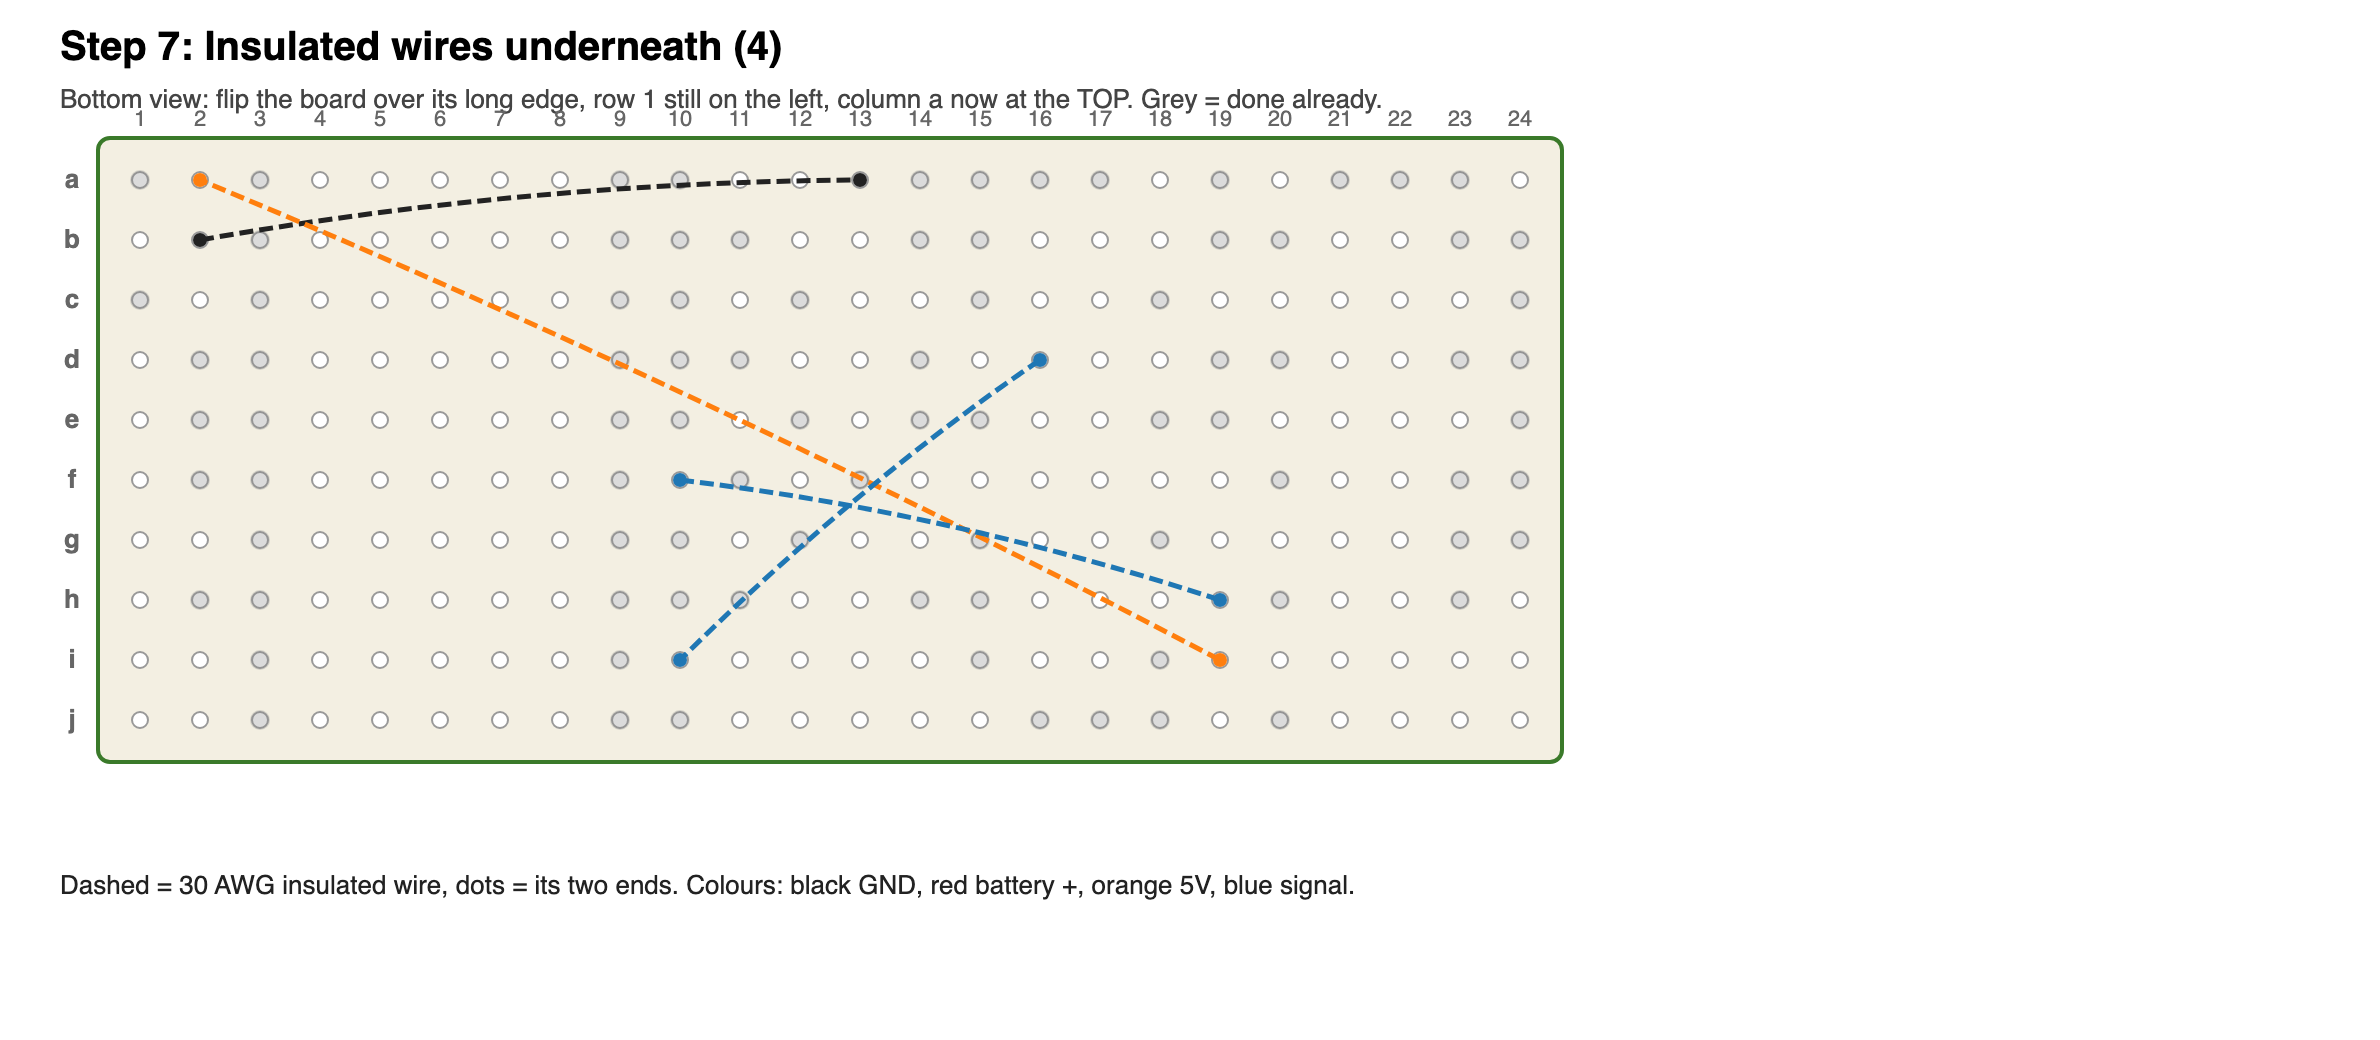 Step 7: Insulated wires underneath (4)
Bottom view: flip the board over its long edge, row 1 still on the left, column a now at the TOP. Grey = done already.
1 2 3 4 5 6 7 8 9 10 11 12 13 14 15 16 17 18 19 20 21 22 23 24
a
b
c
d
e
f
g
h
i
j
Dashed = 30 AWG insulated wire, dots = its two ends. Colours: black GND, red battery +, orange 5V, blue signal.